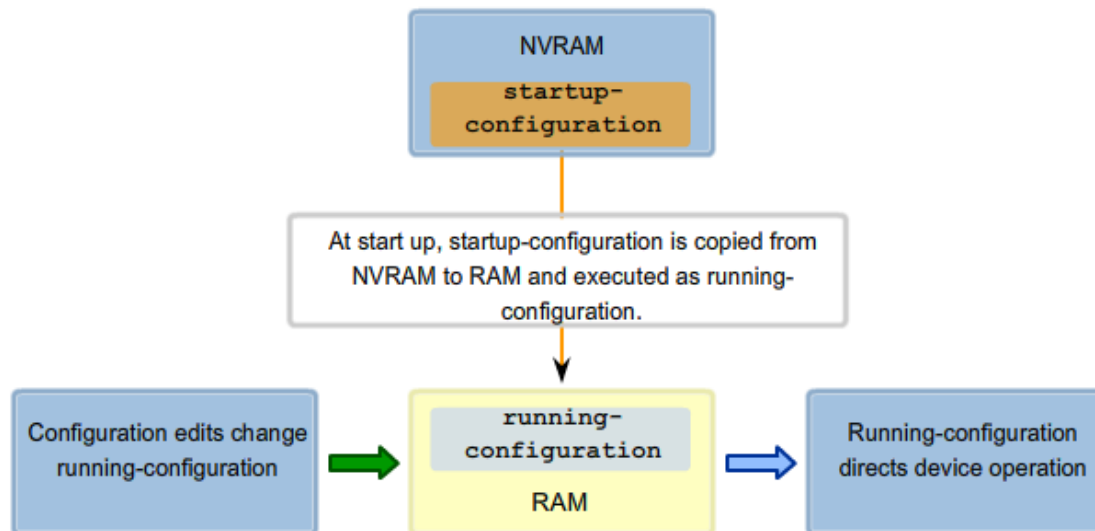 NVRAM
startup-
configuration
At start up, startup-configuration is copied from
NVRAM to RAM and executed as running-
configuration.
Configuration edits change
running-configuration
running-
configuration
RAM
Running-configuration
directs device operation